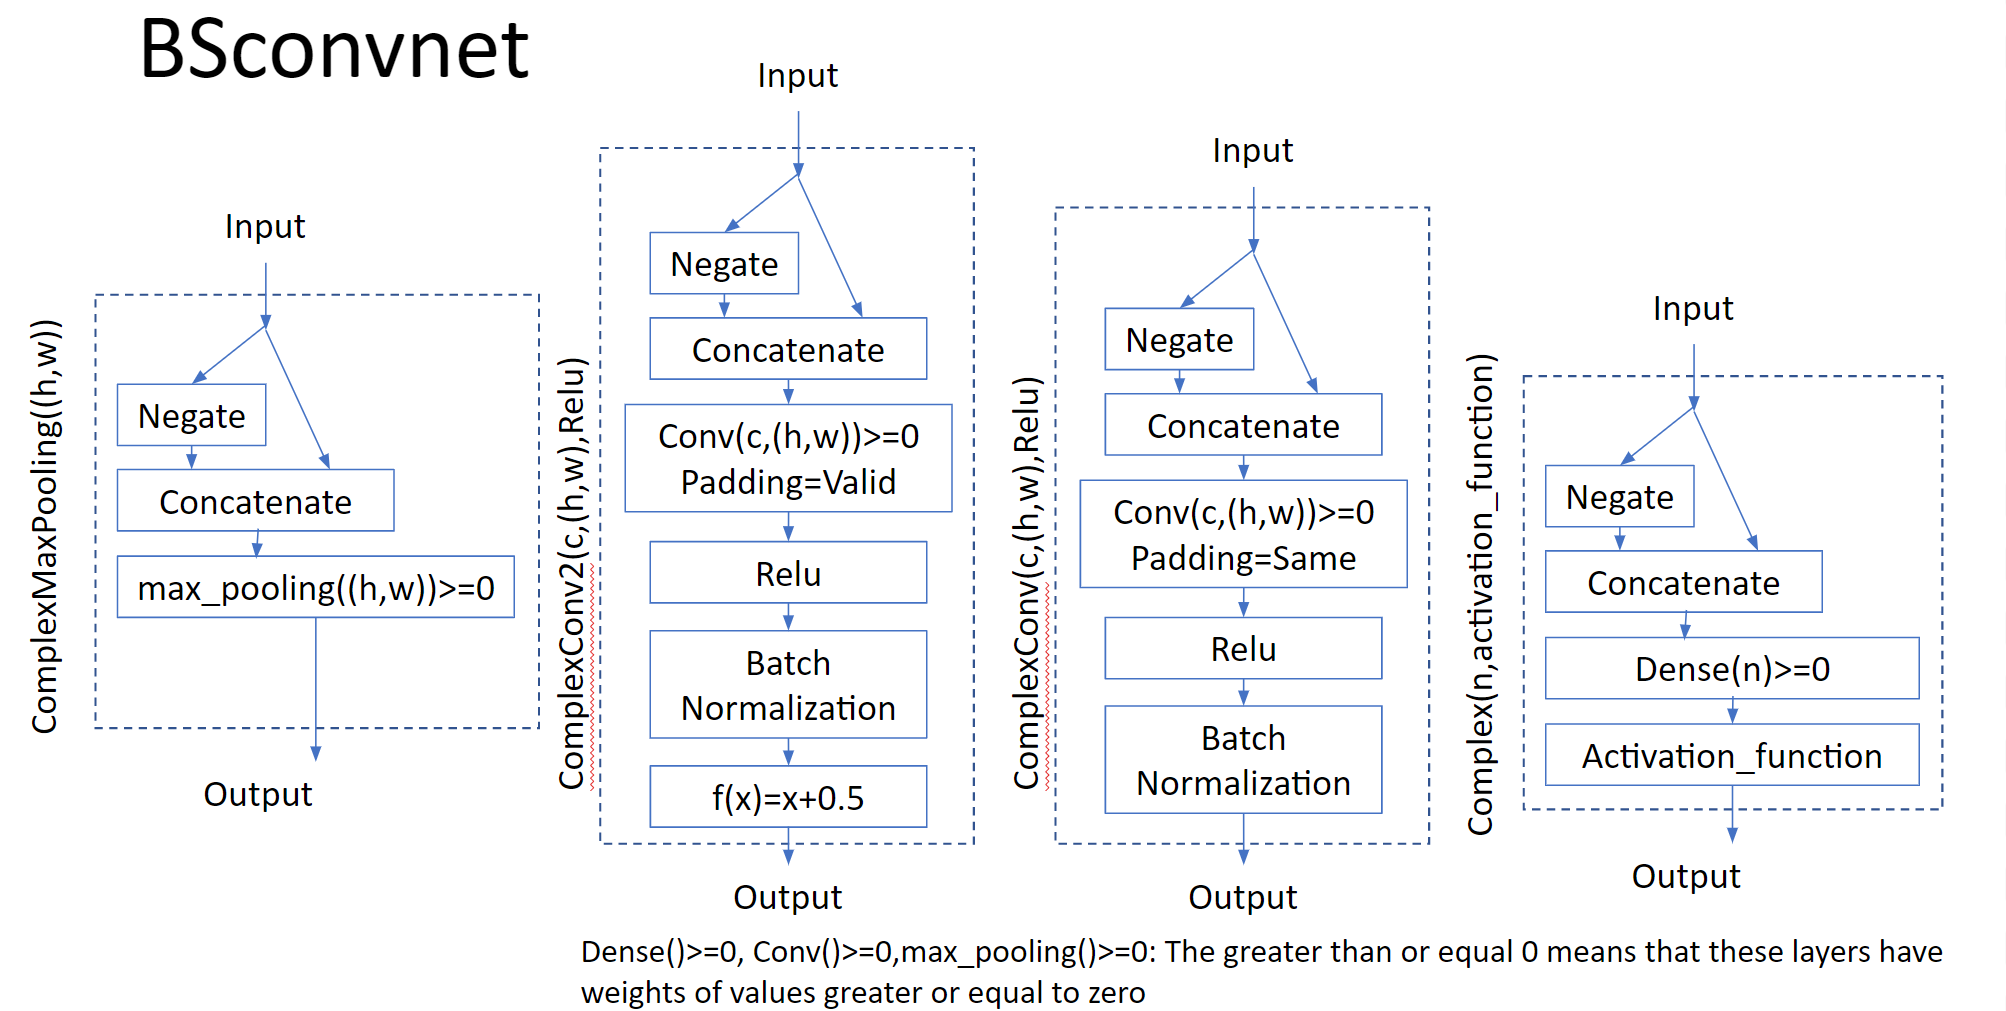 BSconvnet
ComplexMaxPooling((h,w))
Input
Negate
Concatenate
max_pooling((h,w))>=0
Output
ComplexConv2(c,(h,w),Relu)
Input
Negate
Concatenate
Conv(c,(h,w))>=0
Padding=Valid
Relu
Batch
Normalization
f(x)=x+0.5
Output
ComplexConv(c,(h,w),Relu)
Input
Negate
Concatenate
Conv(c,(h,w))>=0
Padding=Same
Relu
Batch
Normalization
Output
Complex(n,activation_function)
Input
Negate
Concatenate
Dense(n)>=0
Activation_function
Output
Dense()>=0, Conv()>=0,max_pooling()>=0: The greater than or equal 0 means that these layers have
weights of values greater or equal to zero